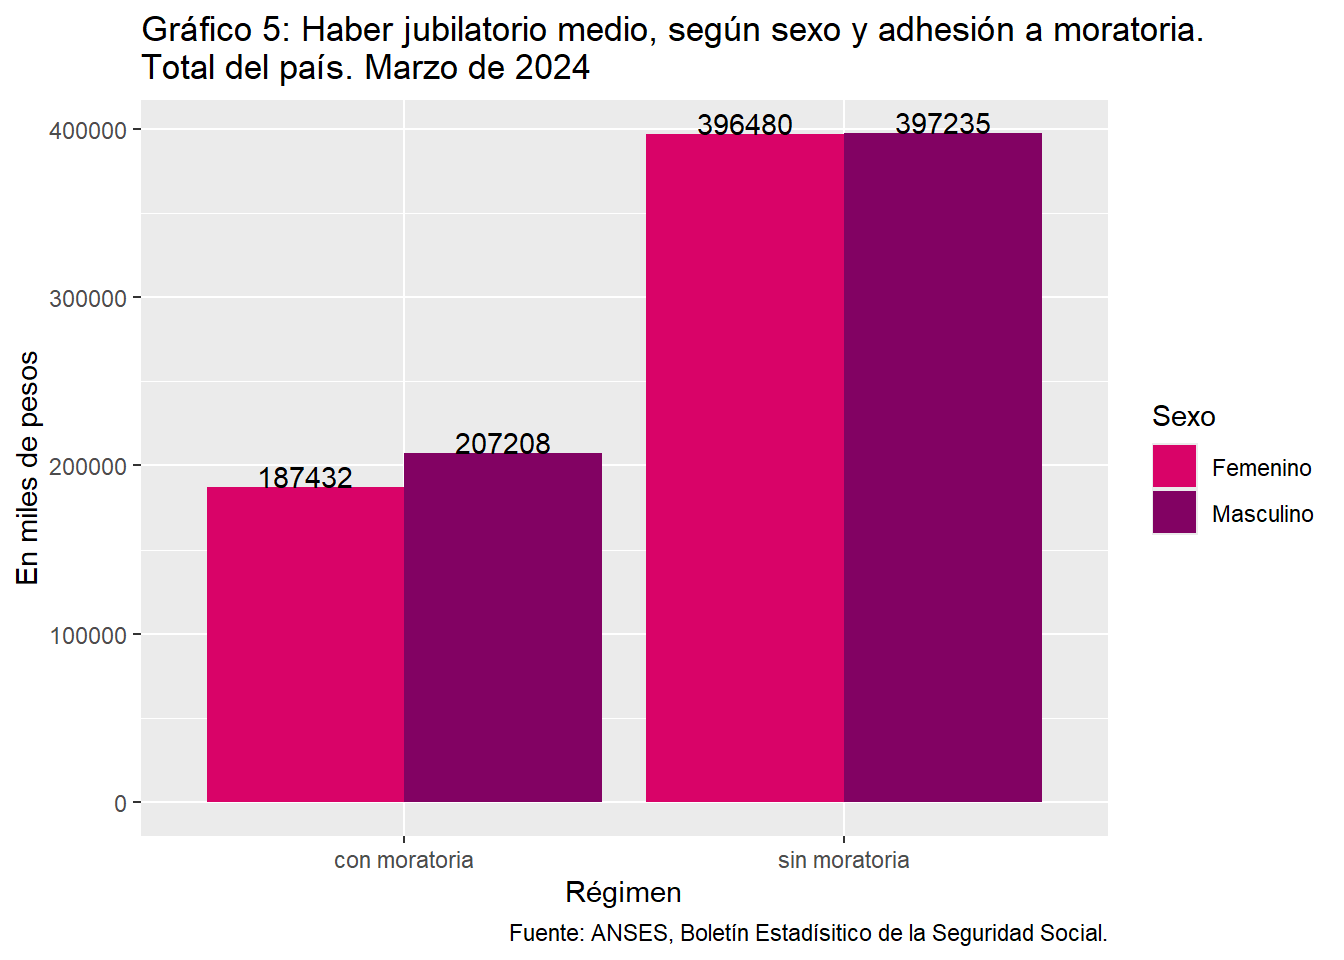 Gráfico 5: Haber jubilatorio medio, según sexo y adhesión a moratoria.
Total del país. Marzo de 2024
En miles de pesos
400000
300000
200000
100000
0
187432
207208
396480
397235
con moratoria
sin moratoria
Régimen
Sexo
Femenino
Masculino
Fuente: ANSES, Boletín Estadísitico de la Seguridad Social.